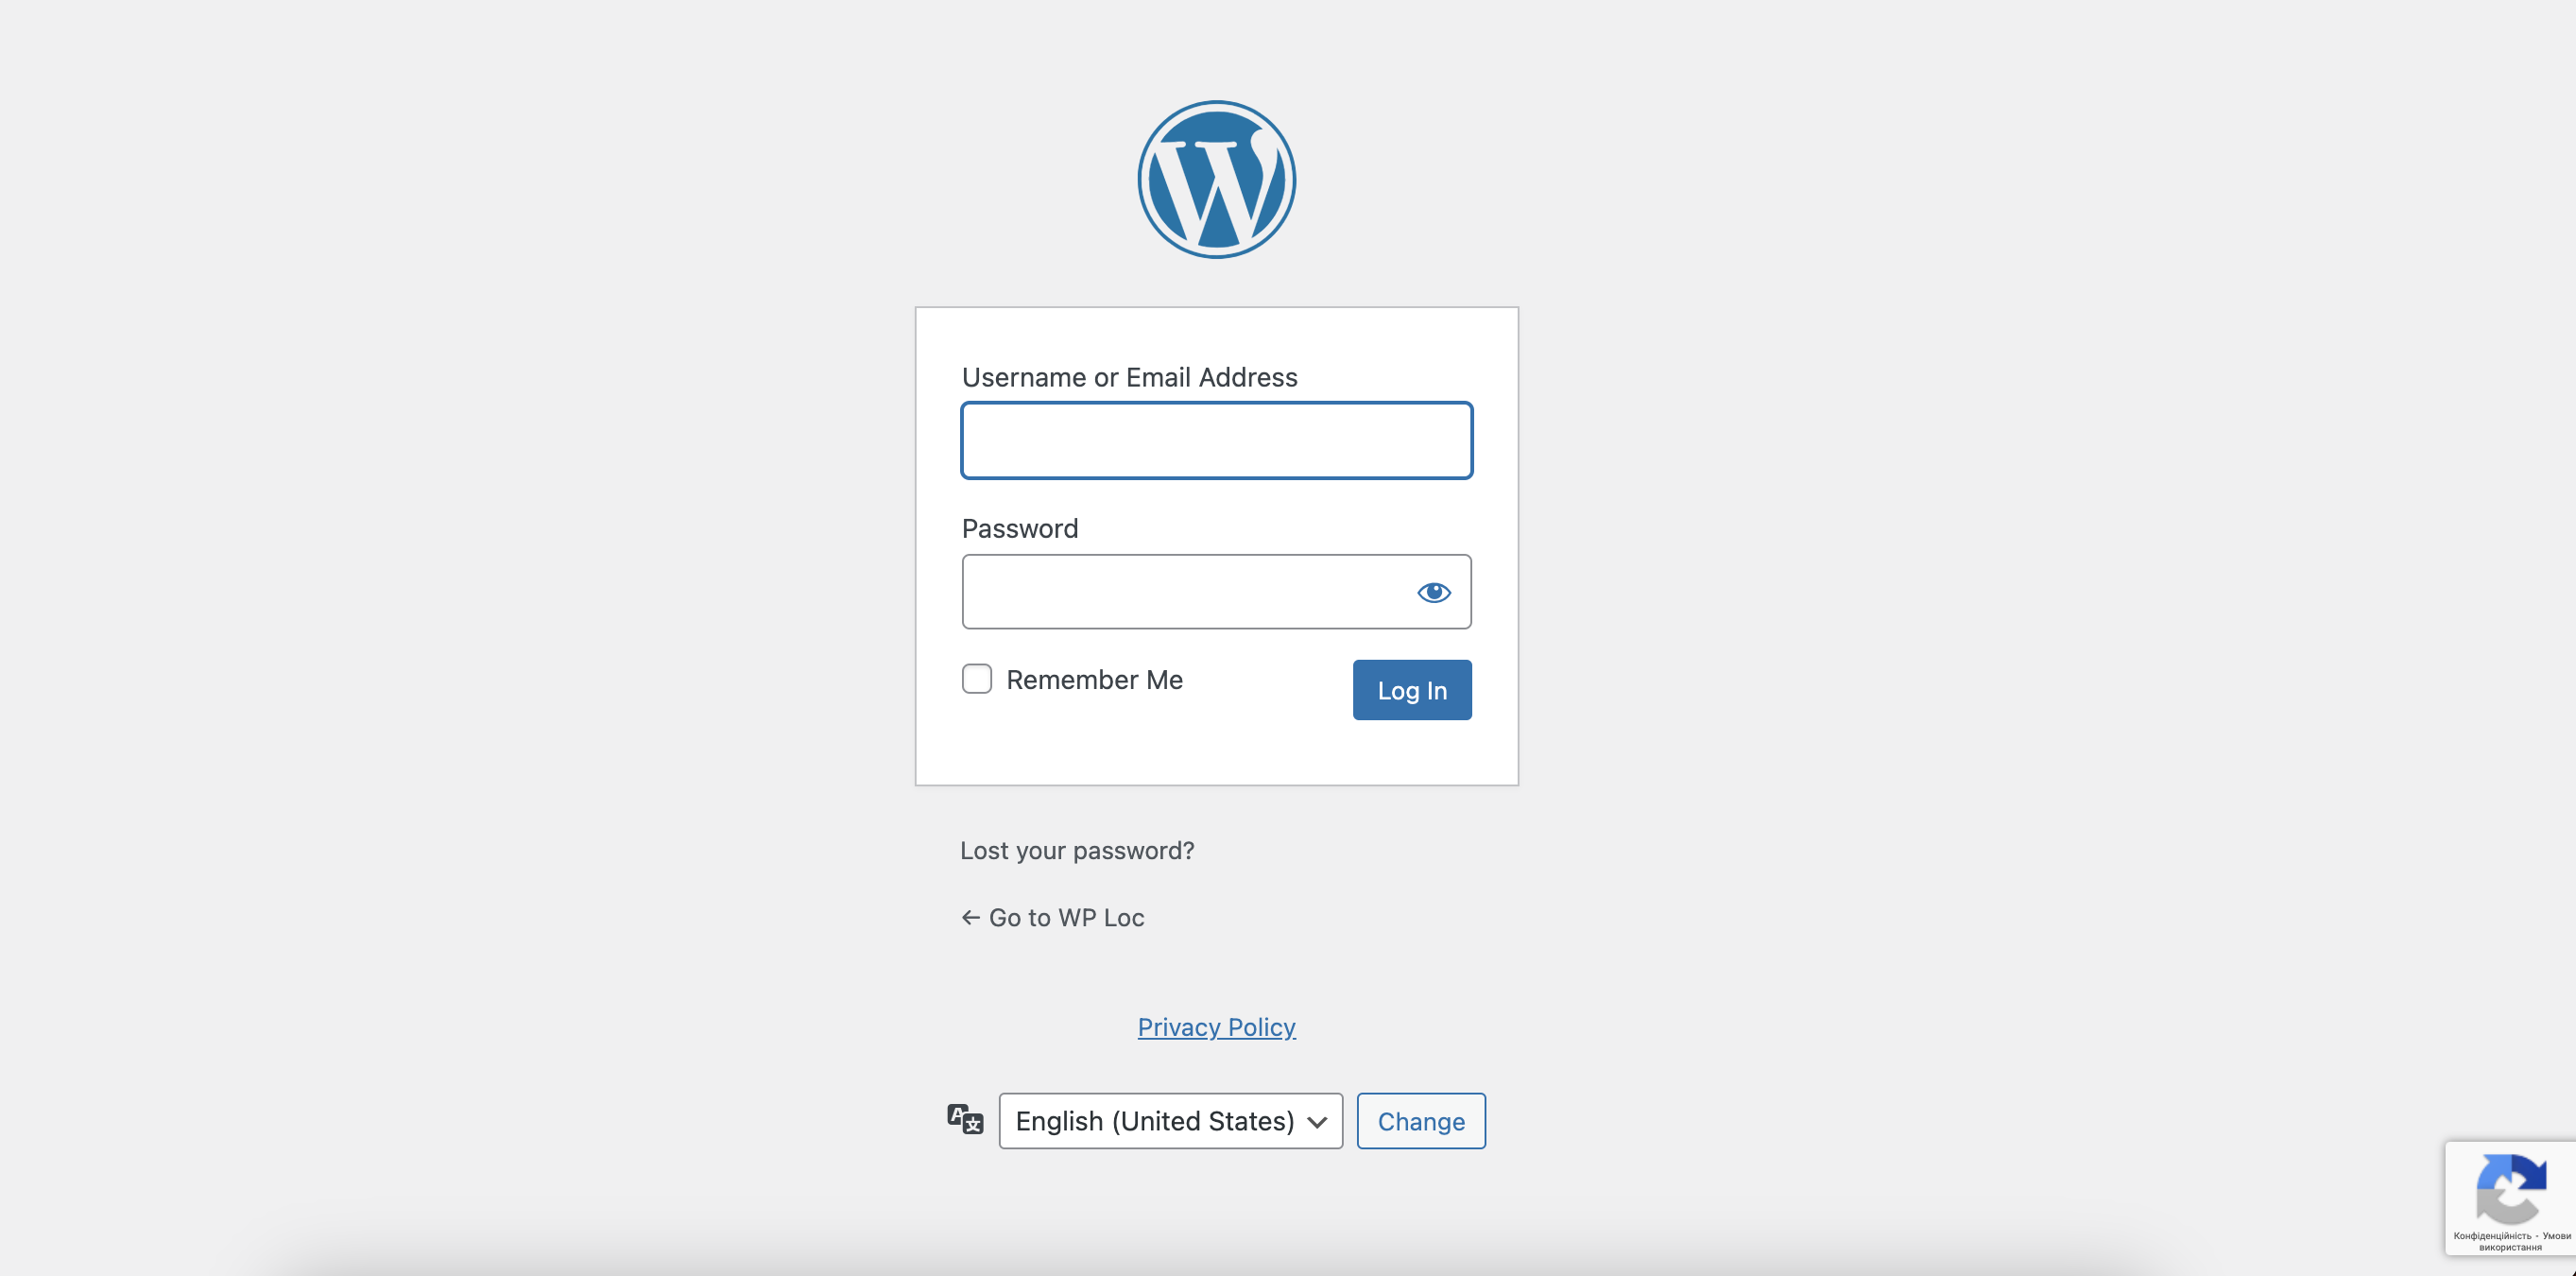 Username or Email Address
Password
Remember Me
Log In
Lost your password?
← Go to WP Loc
Privacy Policy
English (United States)
Change
Конфіденційність - Умови
використання